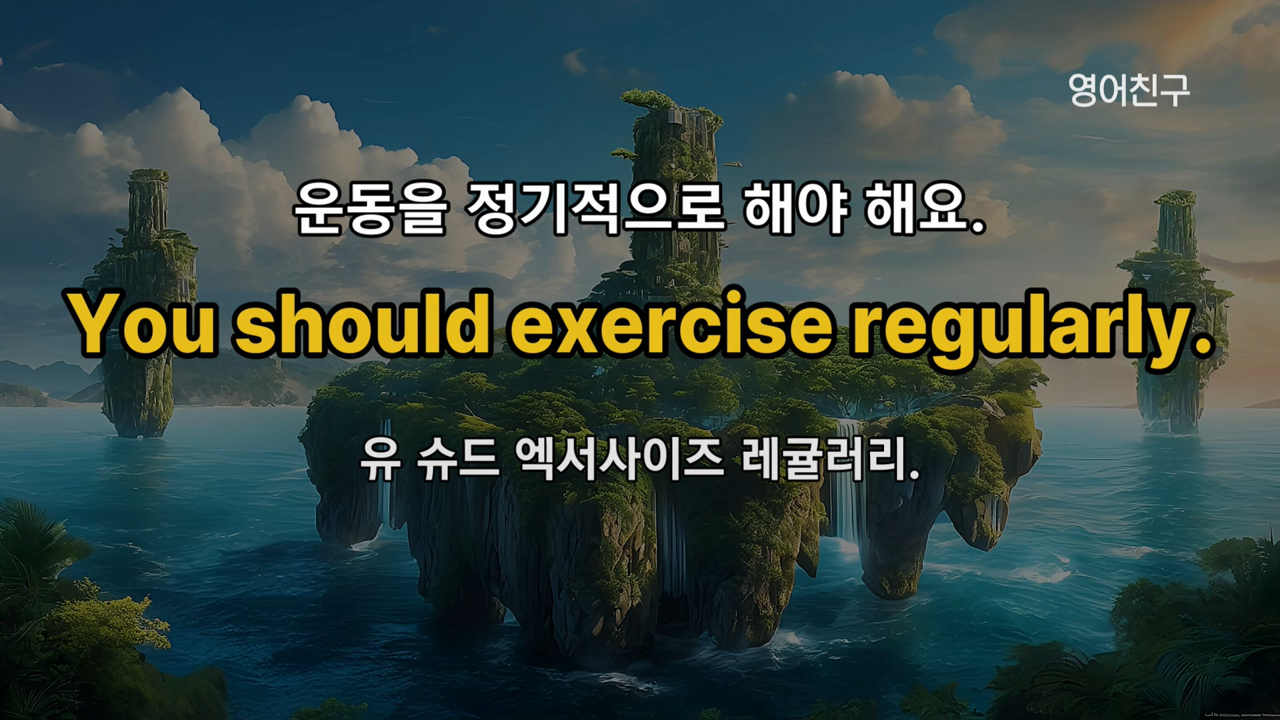 영어친구
운동을 정기적으로 해야 해요.
You should exercise regularly.
유 슈드 엑서사이즈 레귤러리.